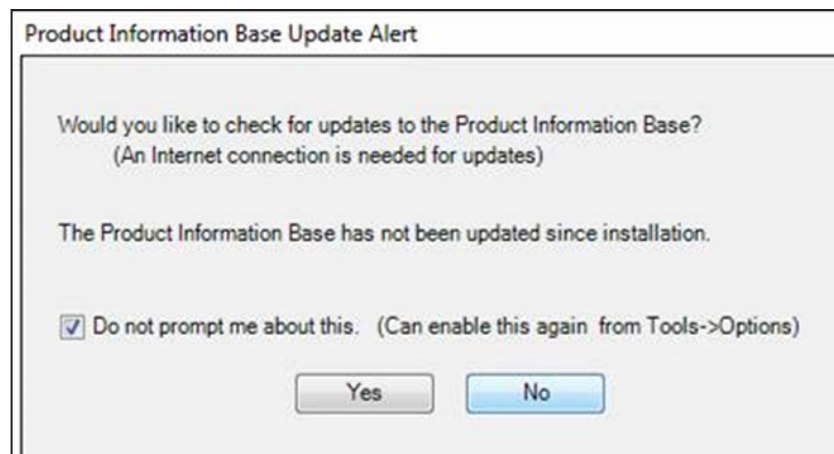 Product Information Base Update Alert
Would you like to check for updates to the Product Information Base?
(An Internet connection is needed for updates)
The Product Information Base has not been updated since installation.
Do not prompt me about this. (Can enable this again from Tools->Options)
Yes No